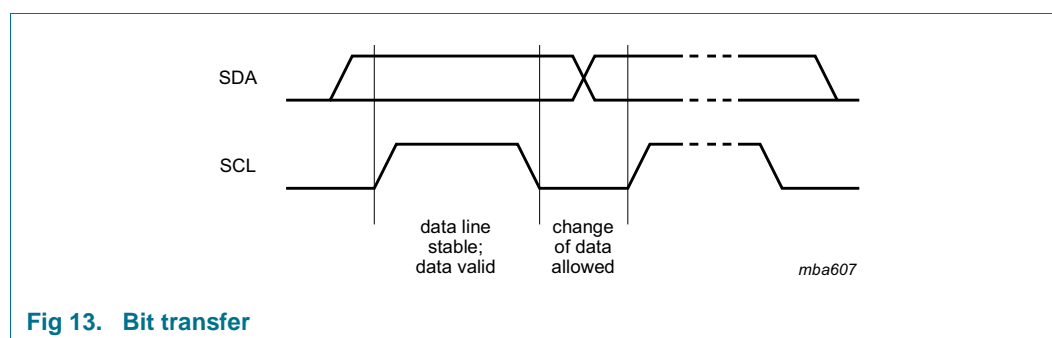 SDA
SCL
data line
stable;
data valid
change
of data
allowed
mba607
Fig 13. Bit transfer